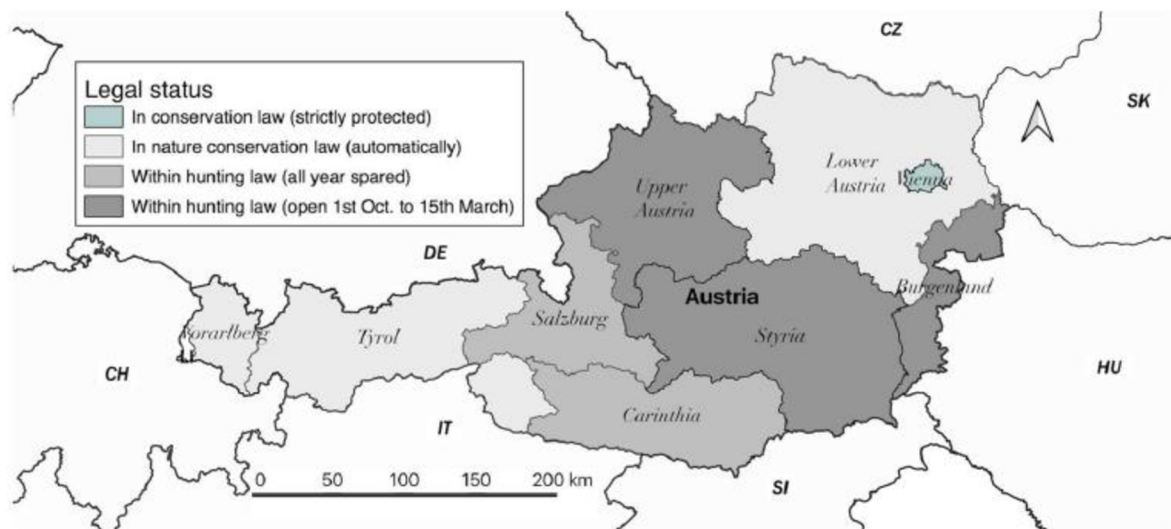 CZ
SK
Legal status
In conservation law (strictly protected)
In nature conservation law (automatically)
Within hunting law (all year spared)
Within hunting law (open 1st Oct. to 15th March)
Lower
Austria
Vienna
Upper
Austria
DE
Burgenland
Austria
Salzburg
Vorarlberg
Tyrol
Styria
CH
HU
Carinthia
IT
0 50 100 150 200 km
SI